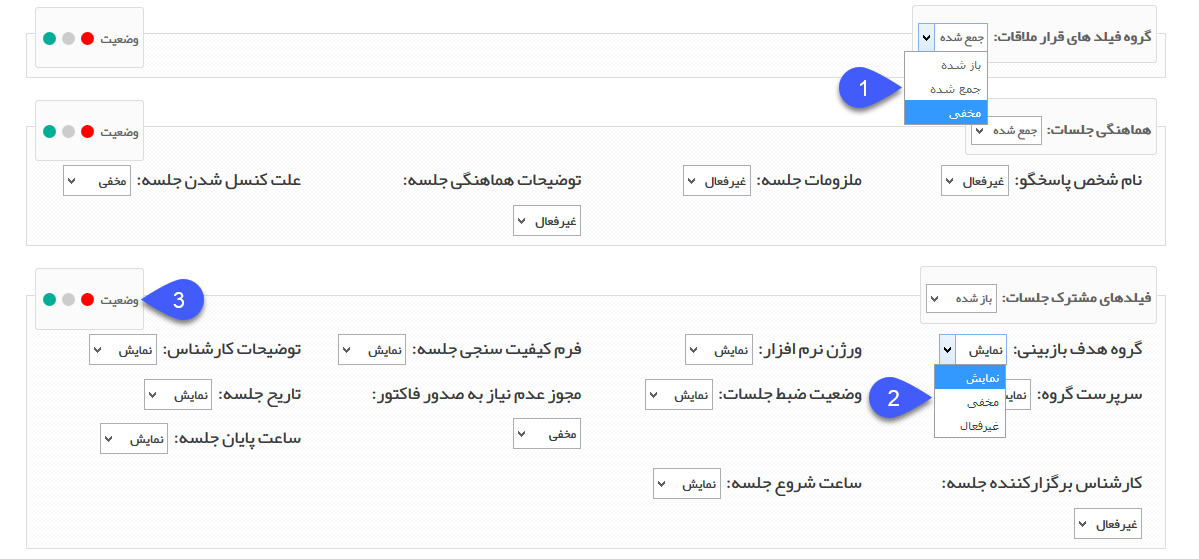 گروه فیلد های قرار ملاقات: جمع شده
وضعیت
باز شده
جمع شده
مخفی
1
هماهنگی جلسات: جمع شده
وضعیت
نام شخص پاسخگو: غیرفعال
ملزومات جلسه: غیرفعال
توضیحات هماهنگی جلسه:
غیرفعال
علت کنسل شدن جلسه: مخفی
فیلدهای مشترک جلسات: باز شده
وضعیت
3
گروه هدف بازبینی: نمایش
نمایش
مخفی
غیرفعال
2
ورژن نرم افزار: نمایش
فرم کیفیت سنجی جلسه: نمایش
توضیحات کارشناس: نمایش
سرپرست گروه:
وضعیت ضبط جلسات: نمایش
مجوز عدم نیاز به صدور فاکتور:
مخفی
تاریخ جلسه: نمایش
ساعت پایان جلسه: نمایش
کارشناس برگزارکننده جلسه:
غیرفعال
ساعت شروع جلسه: نمایش